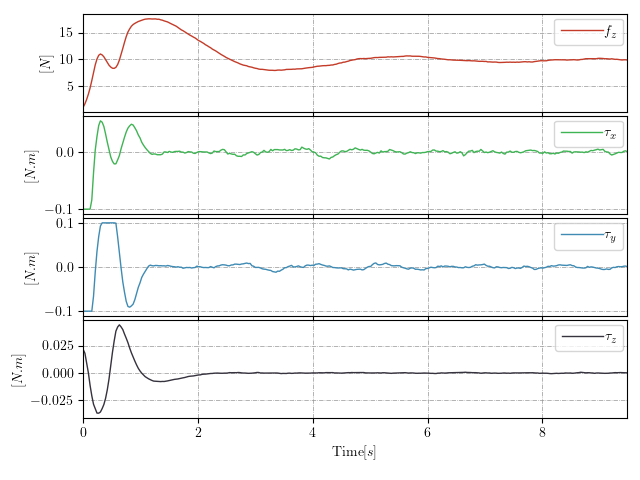 15
10
5
[N]
f_z
0.0
−0.1
[N.m]
τ_x
0.1
0.0
−0.1
[N.m]
τ_y
0.025
0.000
−0.025
[N.m]
τ_z
0 2 4 6 8
Time[s]